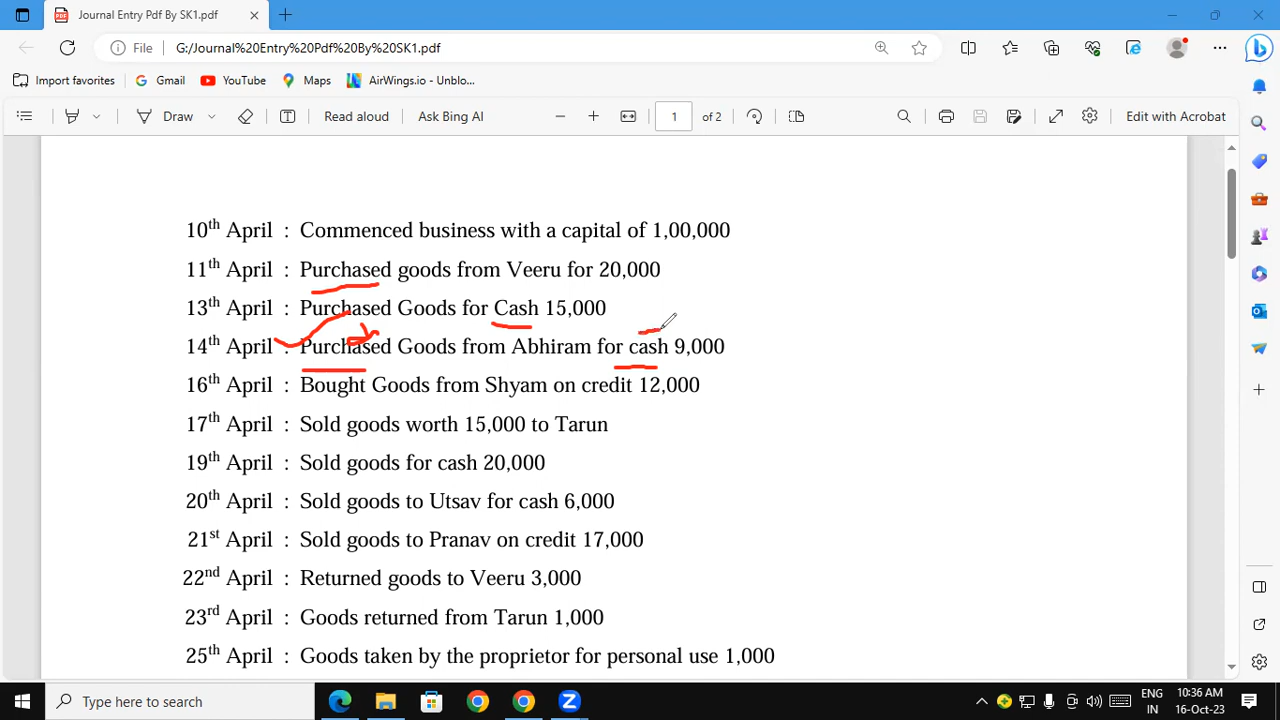 Journal Entry Pdf By SK1.pdf
File G:/Journal%20Entry%20Pdf%20By%20SK1.pdf
Import favorites Gmail YouTube Maps AirWings.io - Unblo...
Draw Read aloud Ask Bing AI 1 of 2 Edit with Acrobat
10th April : Commenced business with a capital of 1,00,000
11th April : Purchased goods from Veeru for 20,000
13th April : Purchased Goods for Cash 15,000
14th April : Purchased Goods from Abhiram for cash 9,000
16th April : Bought Goods from Shyam on credit 12,000
17th April : Sold goods worth 15,000 to Tarun
19th April : Sold goods for cash 20,000
20th April : Sold goods to Utsav for cash 6,000
21st April : Sold goods to Pranav on credit 17,000
22nd April : Returned goods to Veeru 3,000
23rd April : Goods returned from Tarun 1,000
25th April : Goods taken by the proprietor for personal use 1,000
Type here to search
ENG
IN
10:36 AM
16-Oct-23